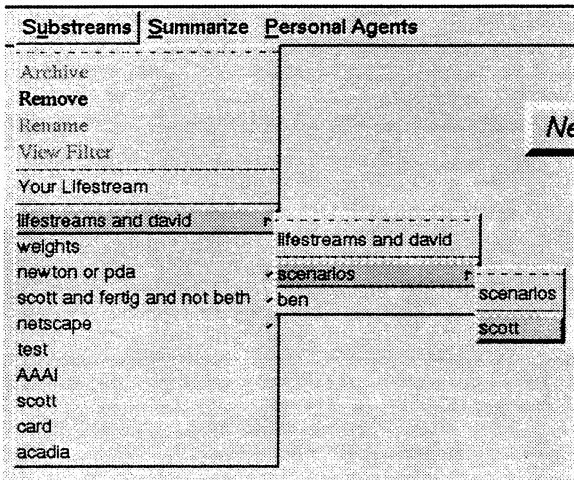 Substreams Summarize Personal Agents
Archive
Remove
Rename
View Filter
Your Lifestream
lifestreams and david
weights
newton or pda
scott and fertig and not beth
netscape
test
AAAI
scott
card
acadia
lifestreams and david
scenarios
ben
scenarios
scott
Ne